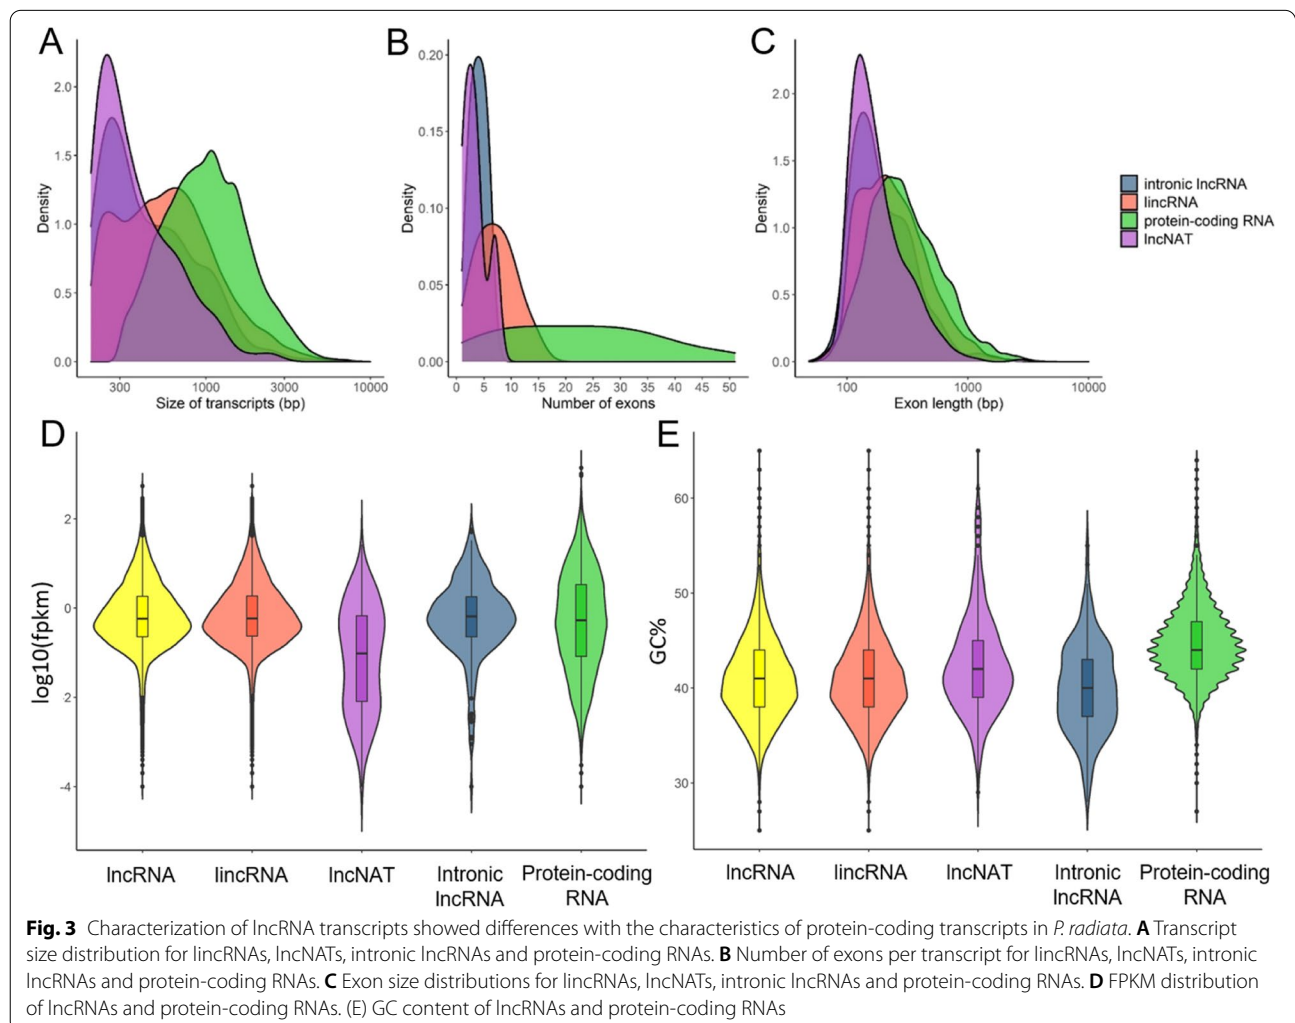 A
B
C
Density
2.0
1.5
1.0
0.5
0.0
300
1000
3000
10000
Size of transcripts (bp)
Density
0.20
0.15
0.10
0.05
0.00
0
5
10
15
20
25
30
35
40
45
50
Number of exons
Density
2.0
1.5
1.0
0.5
0.0
100
1000
10000
Exon length (bp)
intronic lncRNA
lincRNA
protein-coding RNA
lncNAT
D
E
log10(fpkm)
2
0
2
-4
lncRNA
lincRNA
lncNAT
Intronic
lncRNA
Protein-coding
RNA
GC%
60
50
40
30
lncRNA
lincRNA
lncNAT
Intronic
lncRNA
Protein-coding
RNA
Fig. 3 Characterization of lncRNA transcripts showed differences with the characteristics of protein-coding transcripts in P. radiata. A Transcript
size distribution for lincRNAs, lncNATs, intronic lncRNAs and protein-coding RNAs. B Number of exons per transcript for lincRNAs, lncNATs, intronic
lncRNAs and protein-coding RNAs. C Exon size distributions for lincRNAs, lncNATs, intronic lncRNAs and protein-coding RNAs. D FPKM distribution
of lncRNAs and protein-coding RNAs. (E) GC content of lncRNAs and protein-coding RNAs